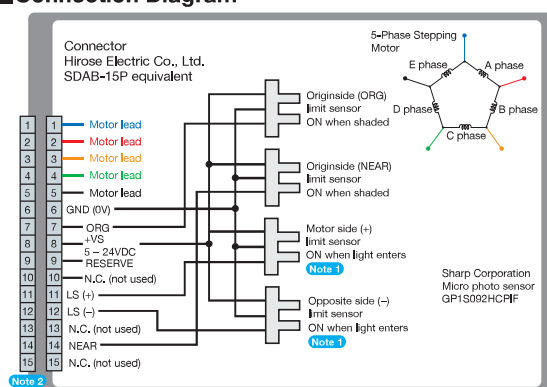 Connection Diagram
Connector
Hirose Electric Co., Ltd.
SDAB-15P equivalent
5-Phase Stepping
Motor
E phase
A phase
D phase
B phase
C phase
1 1 Motor lead
2 2 Motor lead
3 3 Motor lead
4 4 Motor lead
5 5 Motor lead
6 6 GND (0V)
7 7 ORG
8 8 +VS
5 – 24VDC
9 9 RESERVE
10 10 N.C. (not used)
11 11 LS (+)
12 12 LS (–)
13 13 N.C. (not used)
14 14 NEAR
15 15 N.C. (not used)
Note 2
Originside (ORG)
limit sensor
ON when shaded
Originside (NEAR)
limit sensor
ON when shaded
Motor side (+)
limit sensor
ON when light enters
Note 1
Opposite side (–)
limit sensor
ON when light enters
Note 1
Sharp Corporation
Micro photo sensor
GP1S092HCPIF